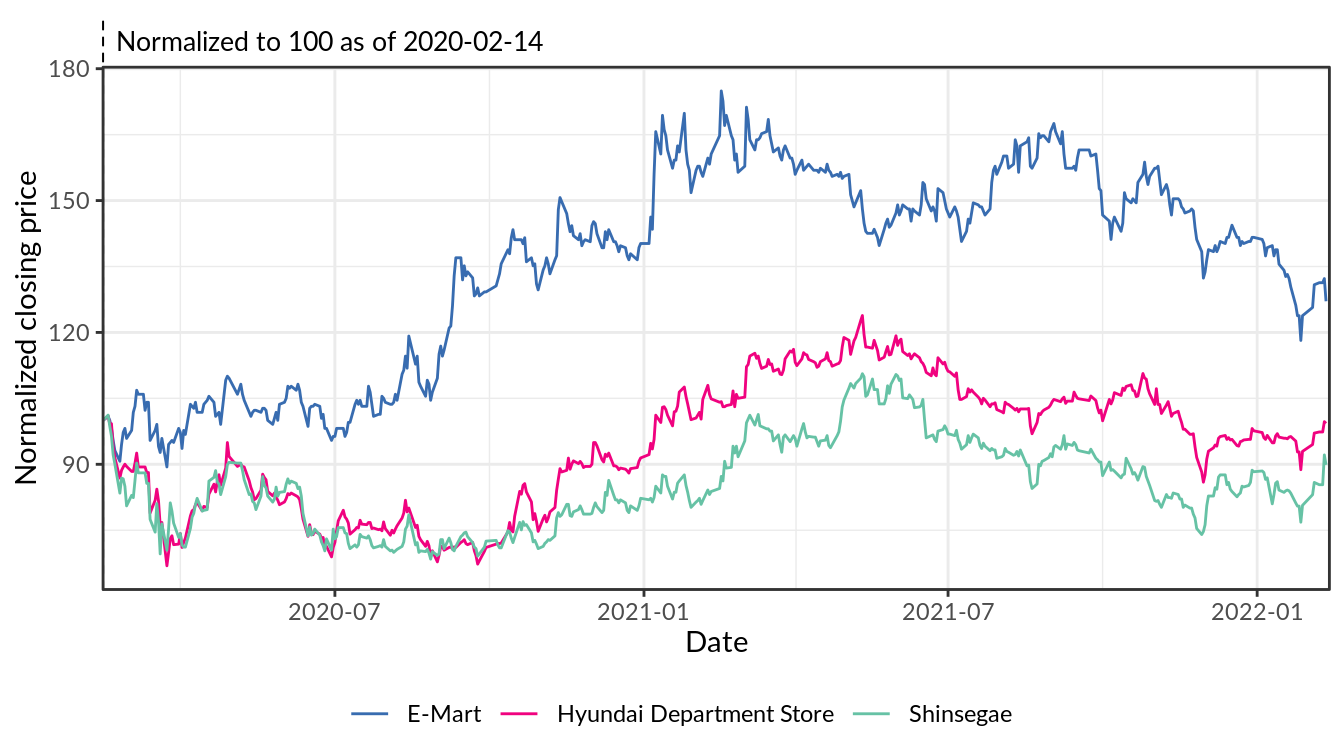 Normalized to 100 as of 2020-02-14
180
150
120
90
Normalized closing price
2020-07 2021-01 2021-07 2022-01
Date
E-Mart Hyundai Department Store Shinsegae